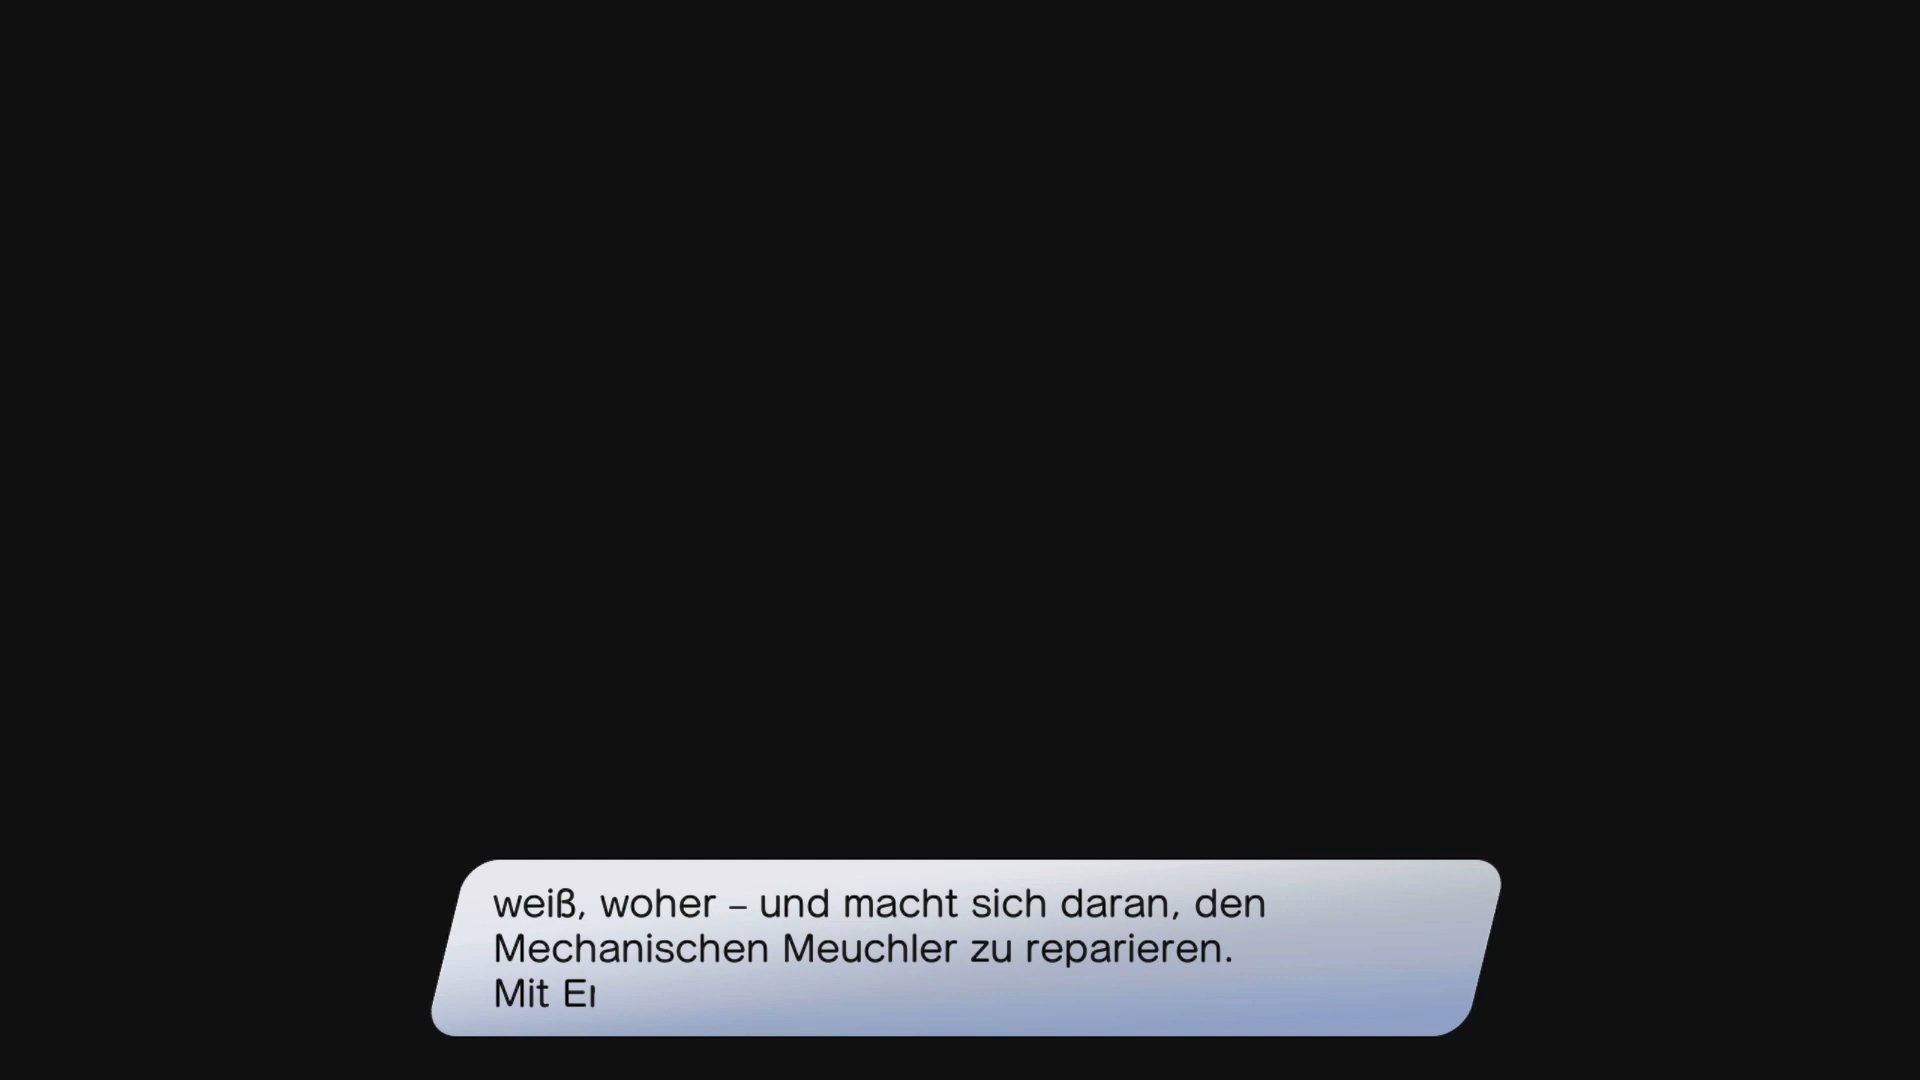 weiß, woher – und macht sich daran, den
Mechanischen Meuchler zu reparieren.
Mit